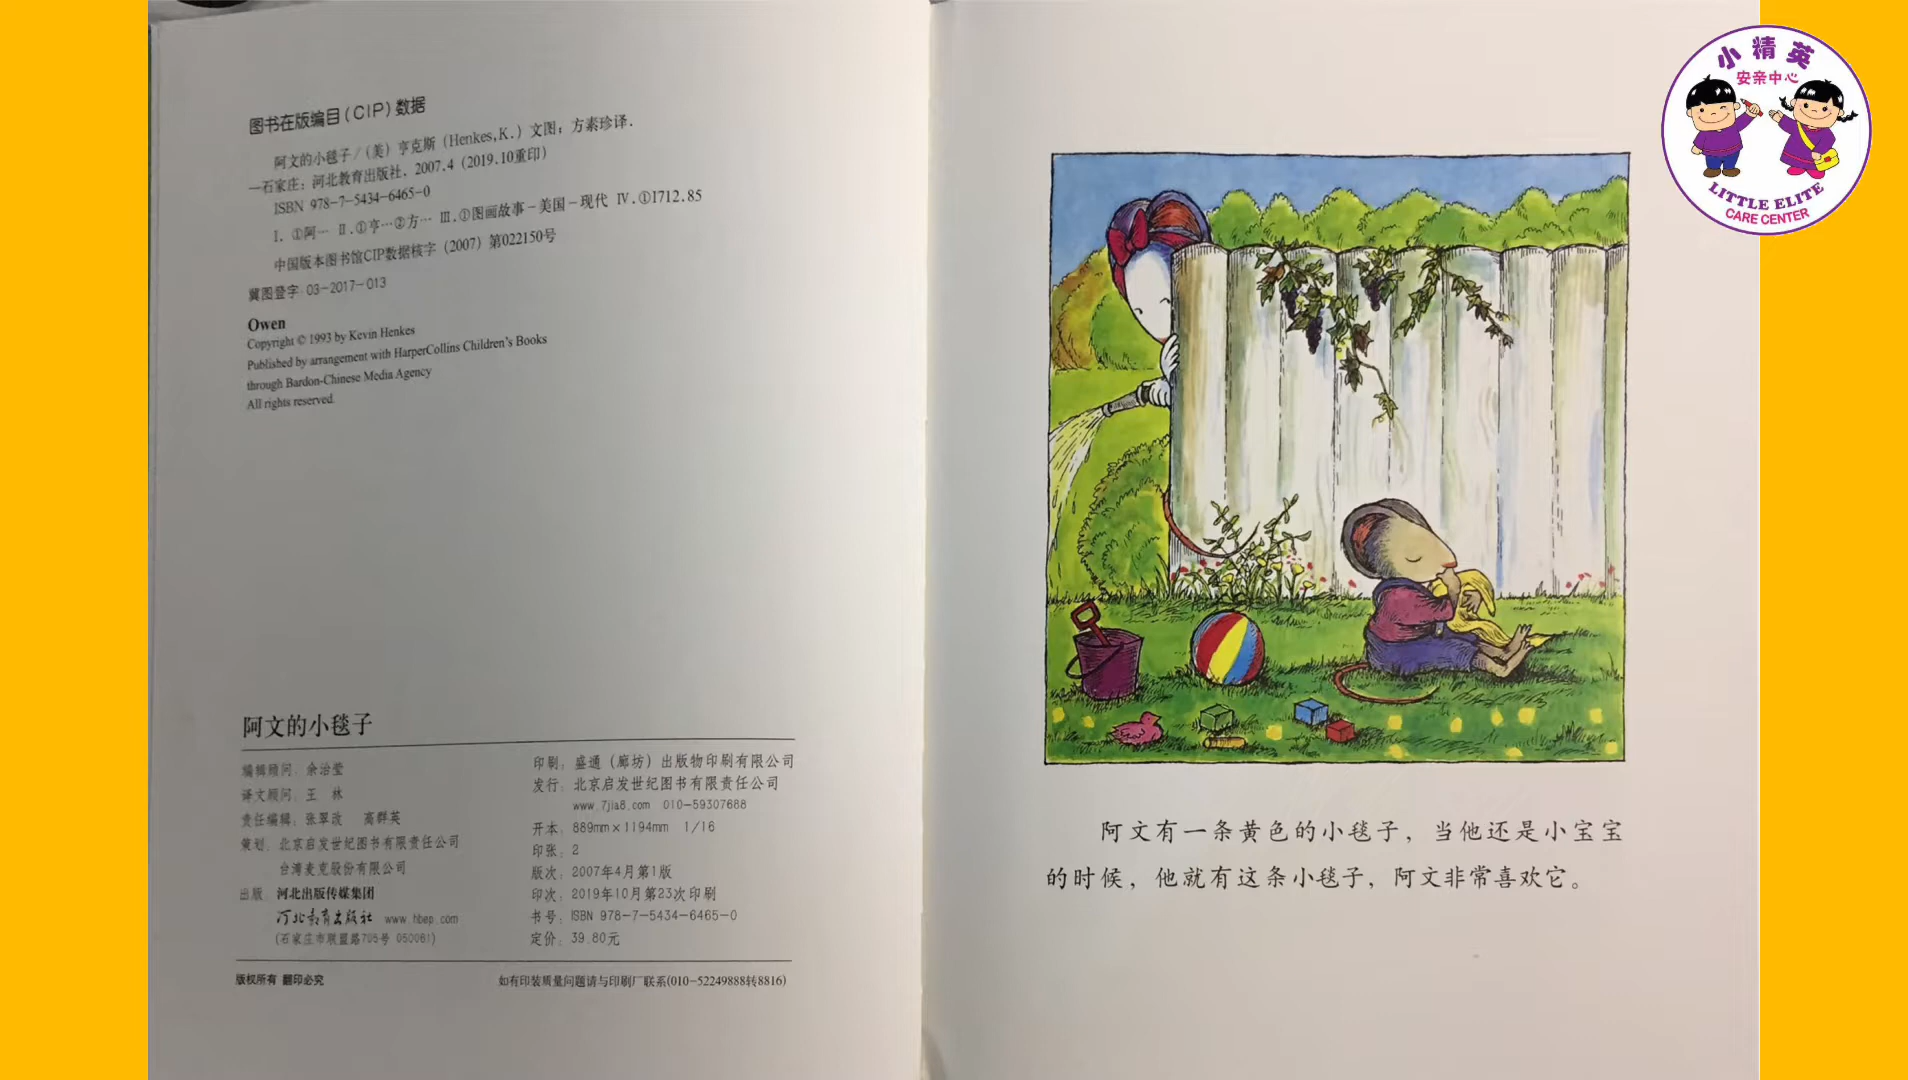 图书在版编目(CIP)数据
阿文的小毯子/(美)亨克斯(Henkes,K.)文图;方素珍译.
—石家庄:河北教育出版社,2007.4(2019.10重印)
ISBN 978-7-5434-6465-0
Ⅰ.①阿… Ⅱ.①亨…②方… Ⅲ.①图画故事-美国-现代 Ⅳ.①I712.85
中国版本图书馆CIP数据核字(2007)第022150号
冀图登字:03-2017-013
Owen
Copyright © 1993 by Kevin Henkes
Published by arrangement with HarperCollins Children's Books
through Bardon-Chinese Media Agency
All rights reserved.
阿文的小毯子
编辑顾问:余治莹
译文顾问:王 林
责任编辑:张翠改 高群英
策划:北京启发世纪图书有限责任公司
台湾麦克股份有限公司
出版:河北出版传媒集团
河北教育出版社 www.hbep.com
(石家庄市联盟路705号 050061)
印刷:盛通(廊坊)出版物印刷有限公司
发行:北京启发世纪图书有限责任公司
www.7jia8.com 010-59307688
开本:889mm×1194mm 1/16
印张:2
版次:2007年4月第1版
印次:2019年10月第23次印刷
书号:ISBN 978-7-5434-6465-0
定价:39.80元
版权所有 翻印必究
如有印装质量问题请与印刷厂联系(010-52249888转8816)
阿文有一条黄色的小毯子,当他还是小宝宝
的时候,他就有这条小毯子,阿文非常喜欢它。
小精英
安亲中心
LITTLE ELITE
CARE CENTER